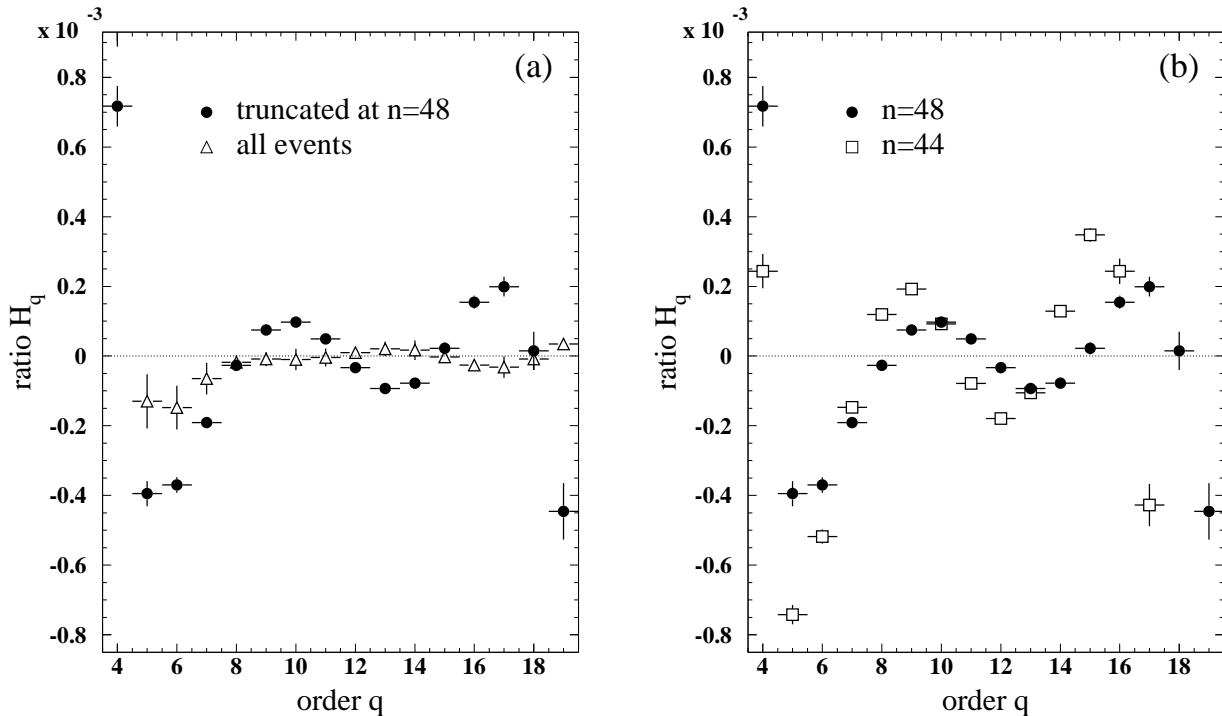 x 10 -3
(a)
0.8
0.6
0.4
0.2
0
-0.2
-0.4
-0.6
-0.8
ratio Hq
truncated at n=48
all events
4 6 8 10 12 14 16 18
order q
x 10 -3
(b)
0.8
0.6
0.4
0.2
0
-0.2
-0.4
-0.6
-0.8
ratio Hq
n=48
n=44
4 6 8 10 12 14 16 18
order q